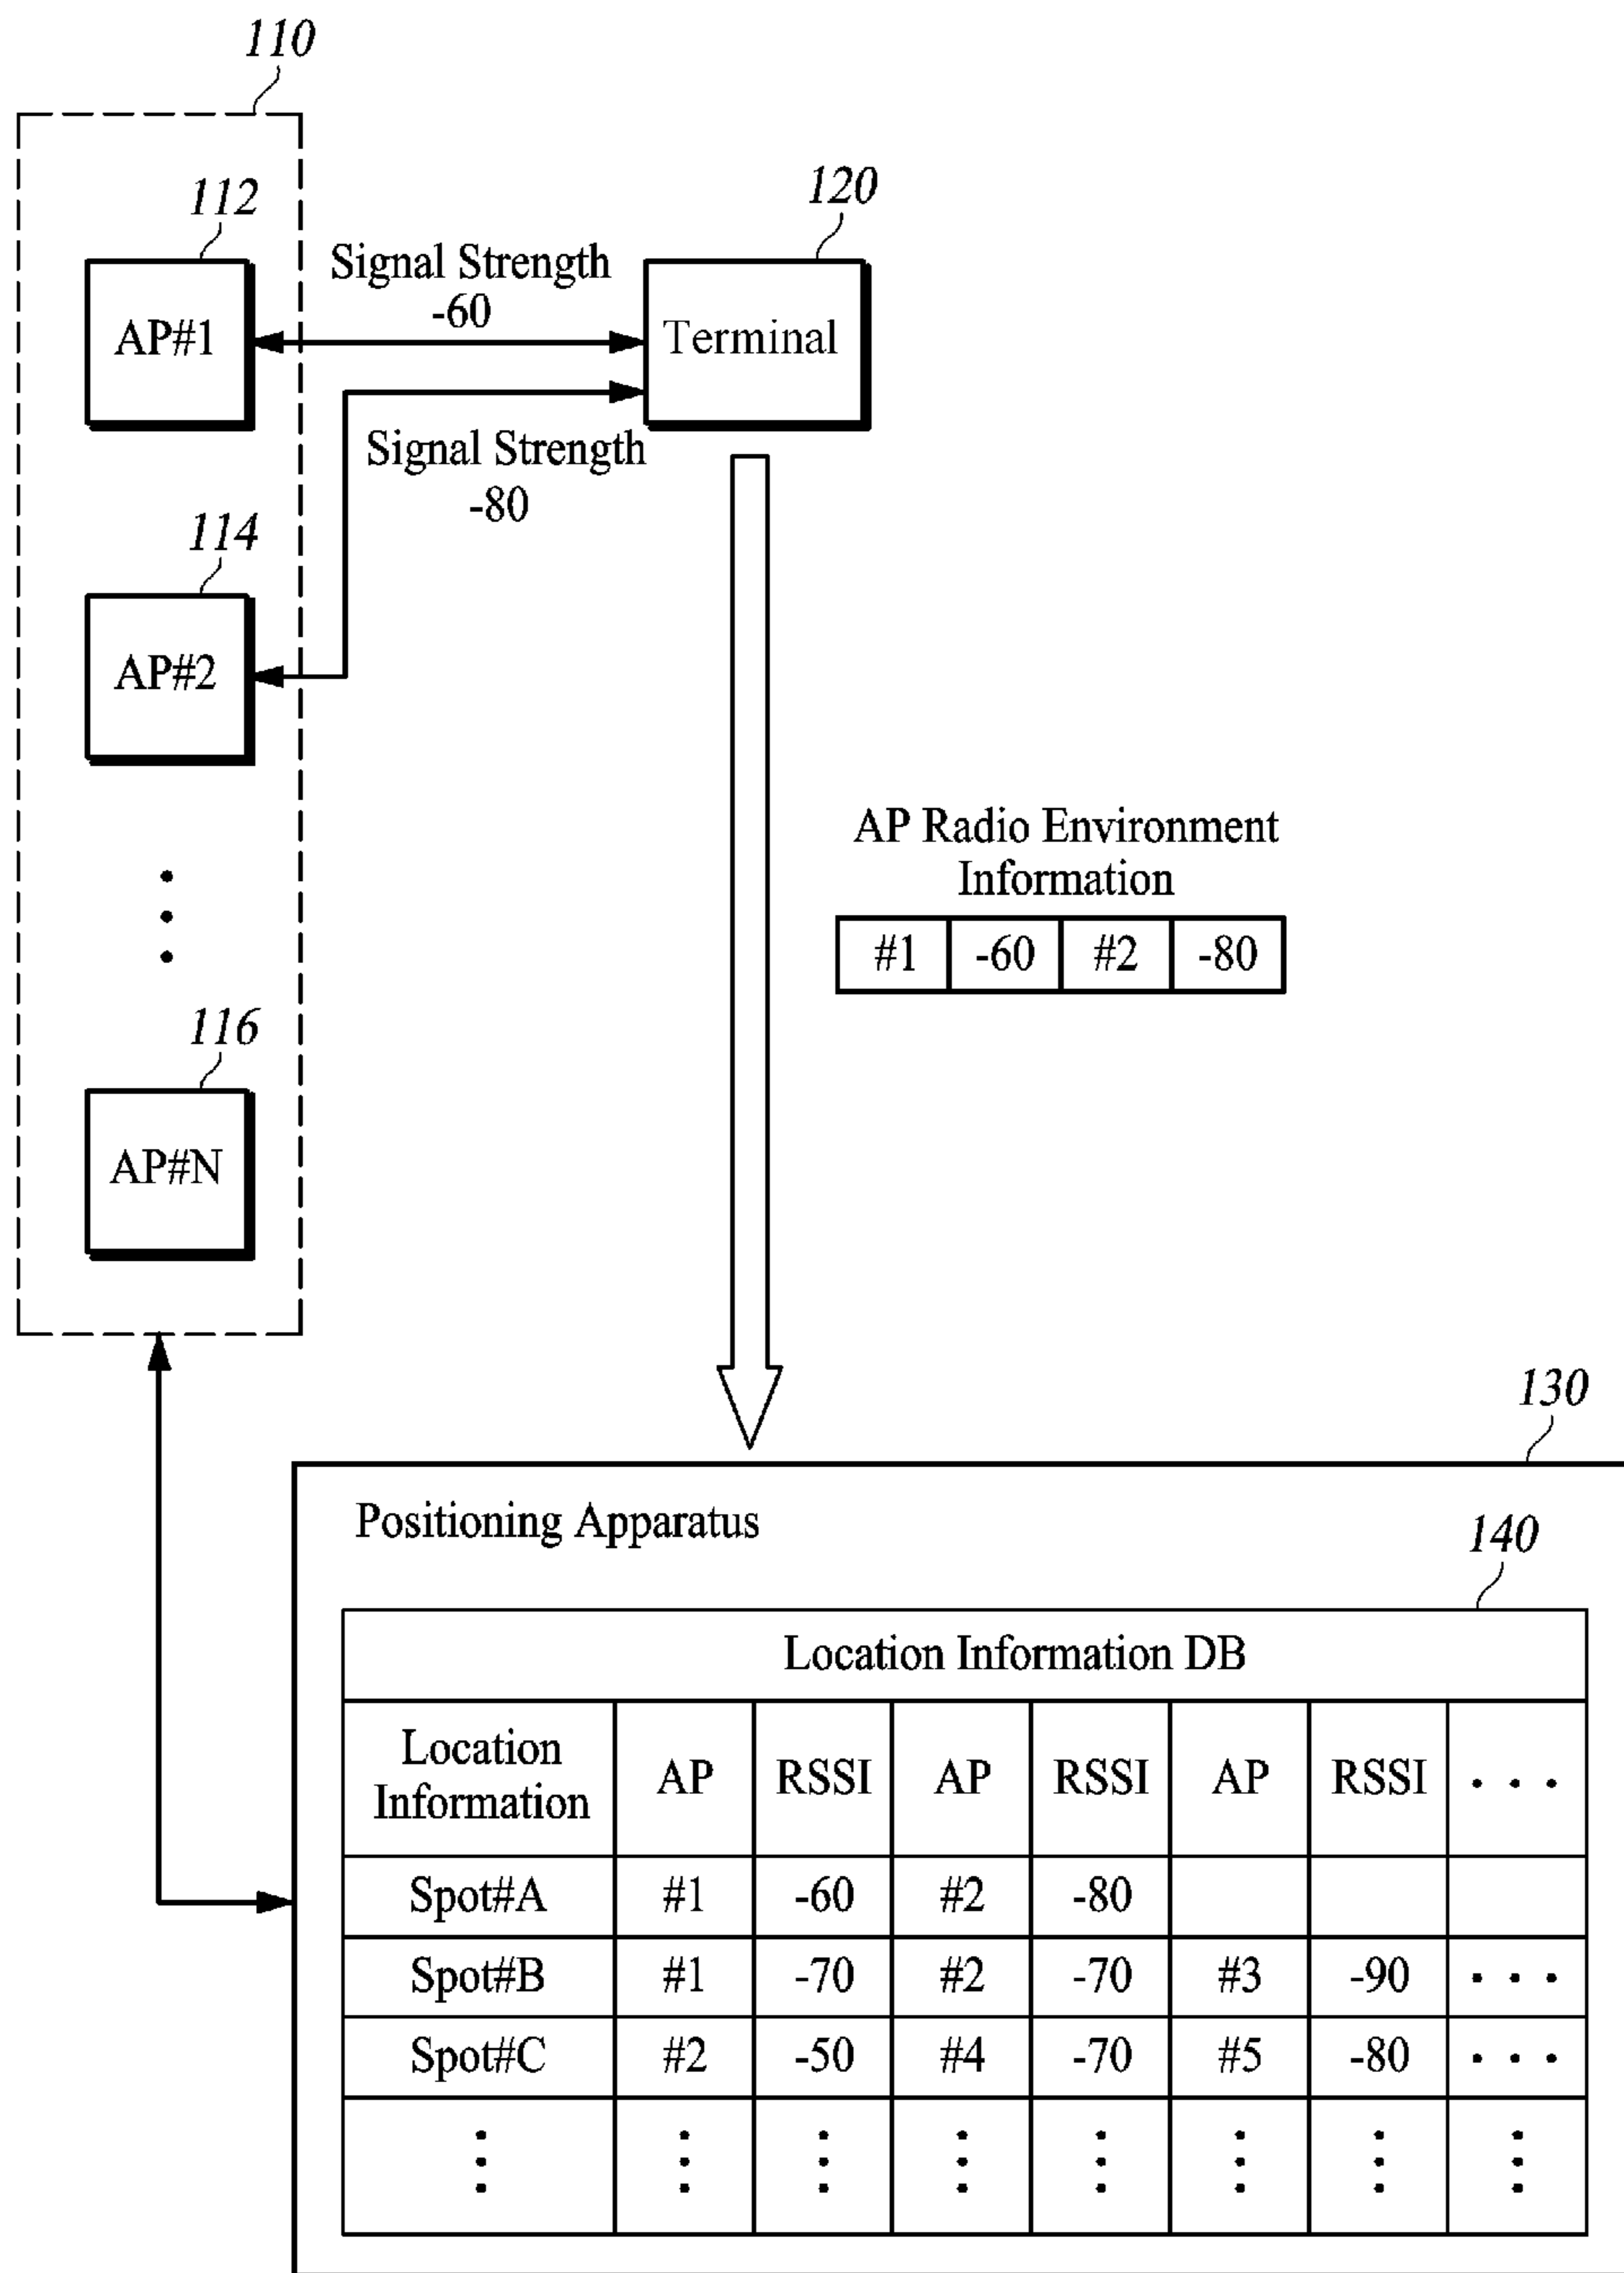 110
112
120
Signal Strength
-60
AP#1
Terminal
Signal Strength
-80
114
AP#2
AP Radio Environment
Information
#1 -60 #2 -80
116
AP#N
130
Positioning Apparatus
140
Location Information DB
Location
Information
AP RSSI AP RSSI AP RSSI . . .
Spot#A #1 -60 #2 -80
Spot#B #1 -70 #2 -70 #3 -90 . . .
Spot#C #2 -50 #4 -70 #5 -80 . . .